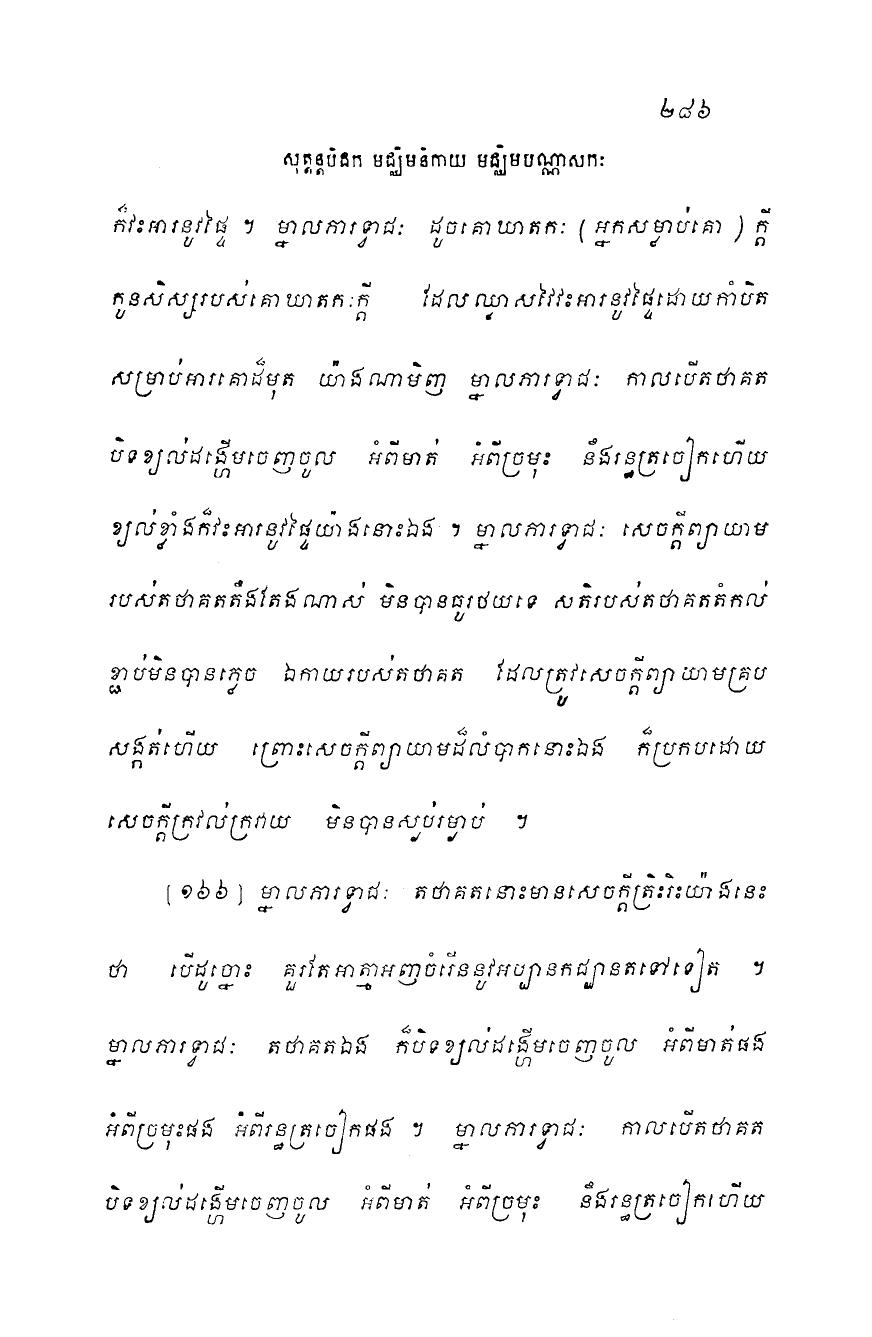 ២៨៦
សុត្តន្តបិដក មជ្ឈិមនិកាយ មជ្ឈិមបណ្ណាសកៈ
ក៏វះអារនូវផ្ទៃ ។ ម្នាលភារទ្វាជៈ ដូចគោឃាតកៈ (អ្នកសម្លាប់គោ) ក្តី
កូនសិស្សរបស់គោឃាតកៈក្តី ដែលឈ្លាសវៃវះអារនូវផ្ទៃដោយកាំបិត
សម្រាប់អារគោដ៏មុត យ៉ាងណាមិញ ម្នាលភារទ្វាជៈ កាលបើតថាគត
បិទខ្យល់ដង្ហើមចេញចូល អំពីមាត់ អំពីច្រមុះ នឹងរន្ធត្រចៀកហើយ
ខ្យល់ខ្លាំងក៏វះអារនូវផ្ទៃយ៉ាងនោះឯង ។ ម្នាលភារទ្វាជៈ សេចក្តីព្យាយាម
របស់តថាគតតឹងតែងណាស់ មិនបានធូរថយទេ សតិរបស់តថាគតតំកល់
ខ្ជាប់មិនបានភ្លេច ឯកាយរបស់តថាគត ដែលត្រូវសេចក្តីព្យាយាមគ្រប
សង្កត់ហើយ ព្រោះសេចក្តីព្យាយាមដ៏លំបាកនោះឯង ក៏ប្រកបដោយ
សេចក្តីក្រវល់ក្រវាយ មិនបានស្ងប់រម្ងាប់ ។
[១៦៦] ម្នាលភារទ្វាជៈ តថាគតនោះមានសេចក្តីត្រិះរិះយ៉ាងនេះ
ថា បើដូច្នោះ គួរតែអាត្មាអញចំរើននូវអប្បានកជ្ឈានតទៅទៀត ។
ម្នាលភារទ្វាជៈ តថាគតឯង ក៏បិទខ្យល់ដង្ហើមចេញចូល អំពីមាត់ផង
អំពីច្រមុះផង អំពីរន្ធត្រចៀកផង ។ ម្នាលភារទ្វាជៈ កាលបើតថាគត
បិទខ្យល់ដង្ហើមចេញចូល អំពីមាត់ អំពីច្រមុះ នឹងរន្ធត្រចៀកហើយ